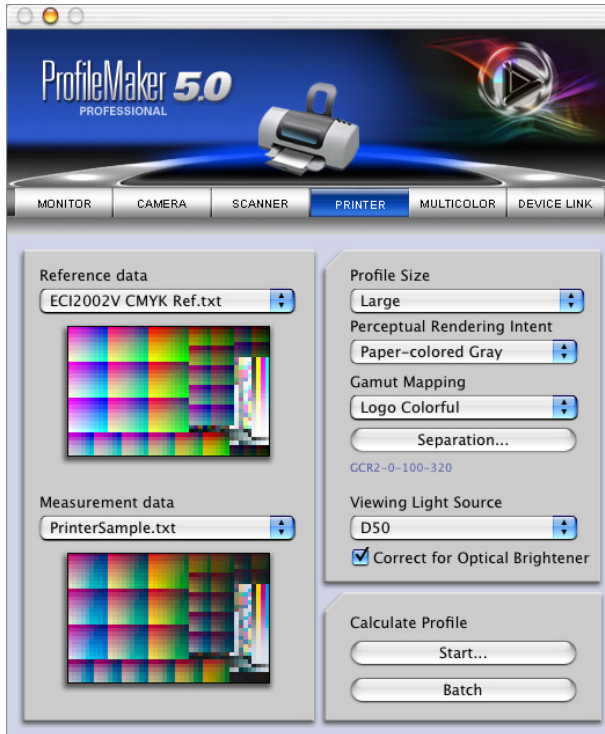 ProfileMaker 5.0
PROFESSIONAL
MONITOR
CAMERA
SCANNER
PRINTER
MULTICOLOR
DEVICE LINK
Reference data
ECI2002V CMYK Ref.txt
Measurement data
PrinterSample.txt
Profile Size
Large
Perceptual Rendering Intent
Paper-colored Gray
Gamut Mapping
Logo Colorful
Separation...
GCR2-0-100-320
Viewing Light Source
D50
Correct for Optical Brightener
Calculate Profile
Start...
Batch